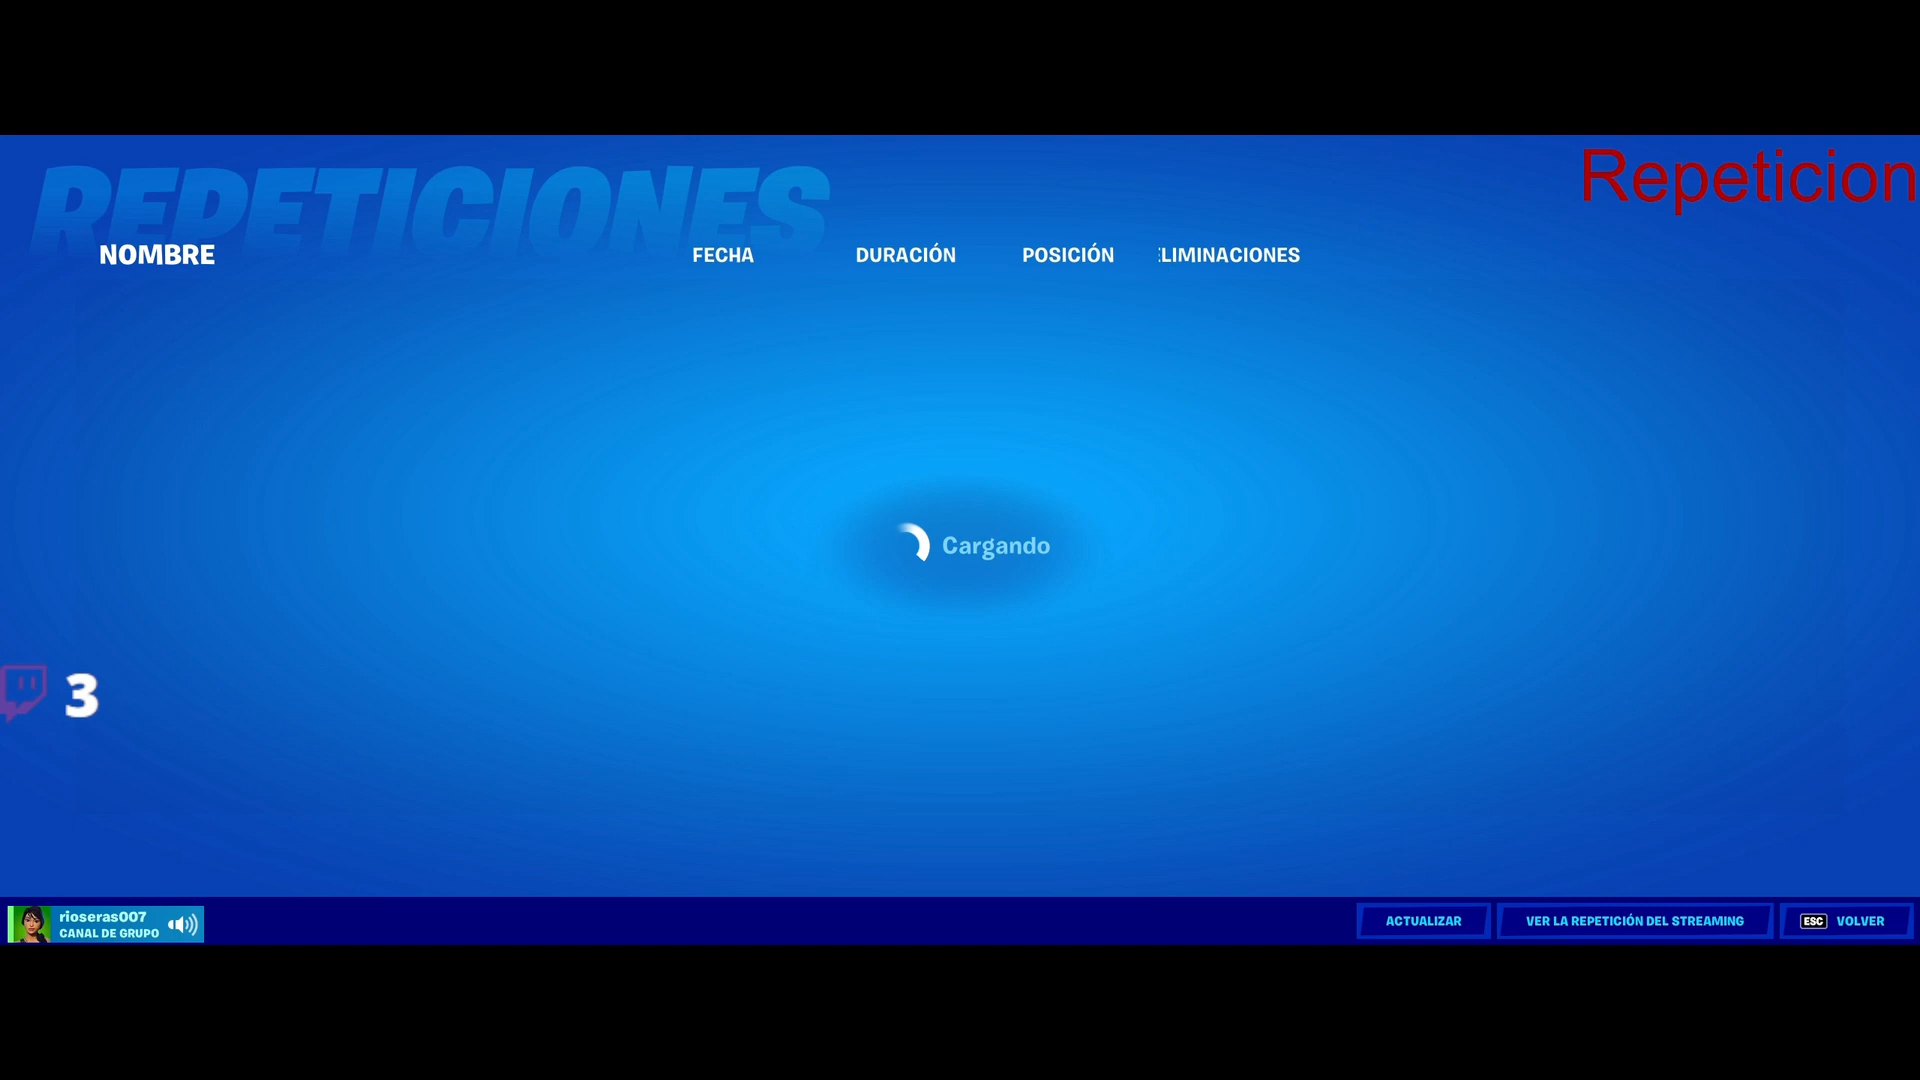 REPETICIONES
Repeticion
NOMBRE
FECHA
DURACIÓN
POSICIÓN
LIMINACIONES
Cargando
3
rioseras007
CANAL DE GRUPO
ACTUALIZAR
VER LA REPETICIÓN DEL STREAMING
ESC VOLVER